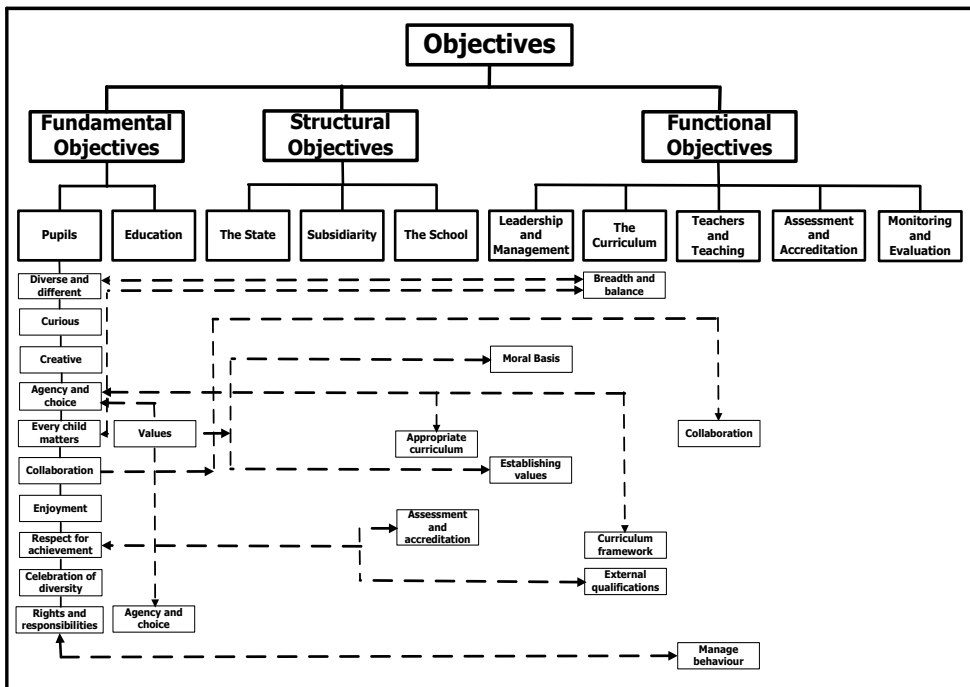 Objectives
Fundamental
Objectives
Structural
Objectives
Functional
Objectives
Pupils
Education
The State
Subsidiarity
The School
Leadership
and
Management
The
Curriculum
Teachers
and
Teaching
Assessment
and
Accreditation
Monitoring
and
Evaluation
Diverse and
different
Breadth and
balance
Curious
Creative
Moral Basis
Agency and
choice
Every child
matters
Values
Appropriate
curriculum
Collaboration
Collaboration
Establishing
values
Enjoyment
Assessment
and
accreditation
Respect for
achievement
Curriculum
framework
Celebration of
diversity
External
qualifications
Rights and
responsibilities
Agency and
choice
Manage
behaviour